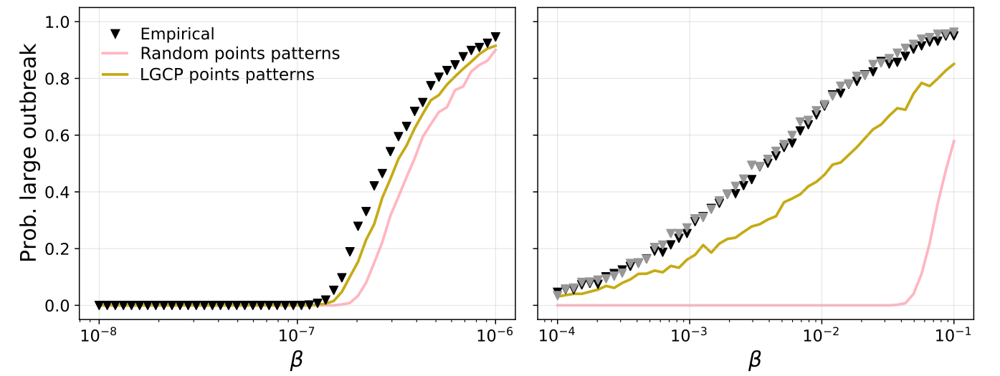 Prob. large outbreak
1.0
0.8
0.6
0.4
0.2
0.0
Empirical
Random points patterns
LGCP points patterns
10⁻⁸
10⁻⁷
10⁻⁶
β
10⁻⁴
10⁻³
10⁻²
10⁻¹
β